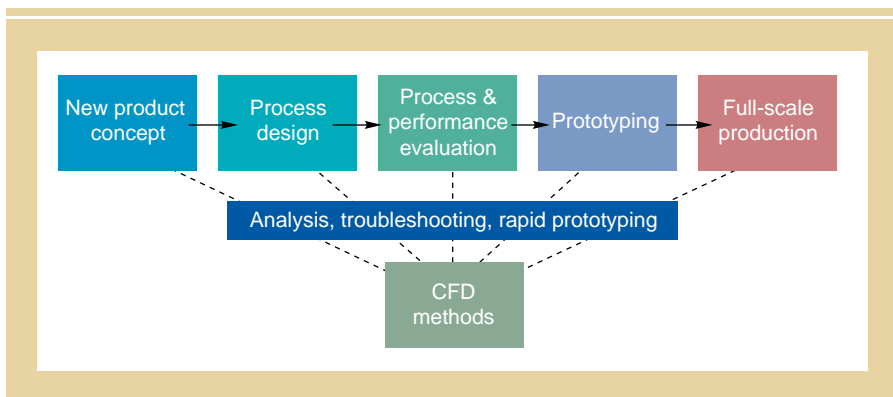 New product
concept
Process
design
Process &
performance
evaluation
Prototyping
Full-scale
production
Analysis, troubleshooting, rapid prototyping
CFD
methods